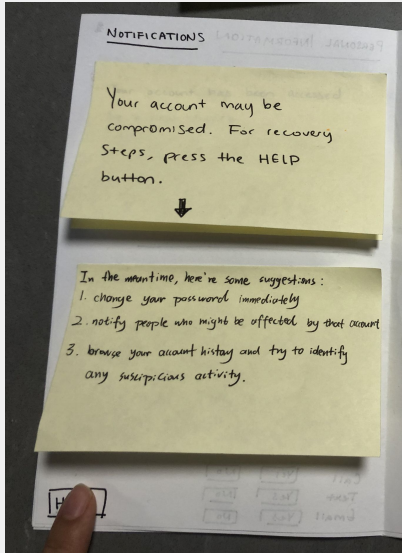 NOTIFICATIONS
Your account may be
compromised. For recovery
Steps, press the HELP
button.
In the meantime, here're some suggestions:
1. change your password immediately
2. notify people who might be affected by that account
3. browse your account history and try to identify
any suscipicious activity.